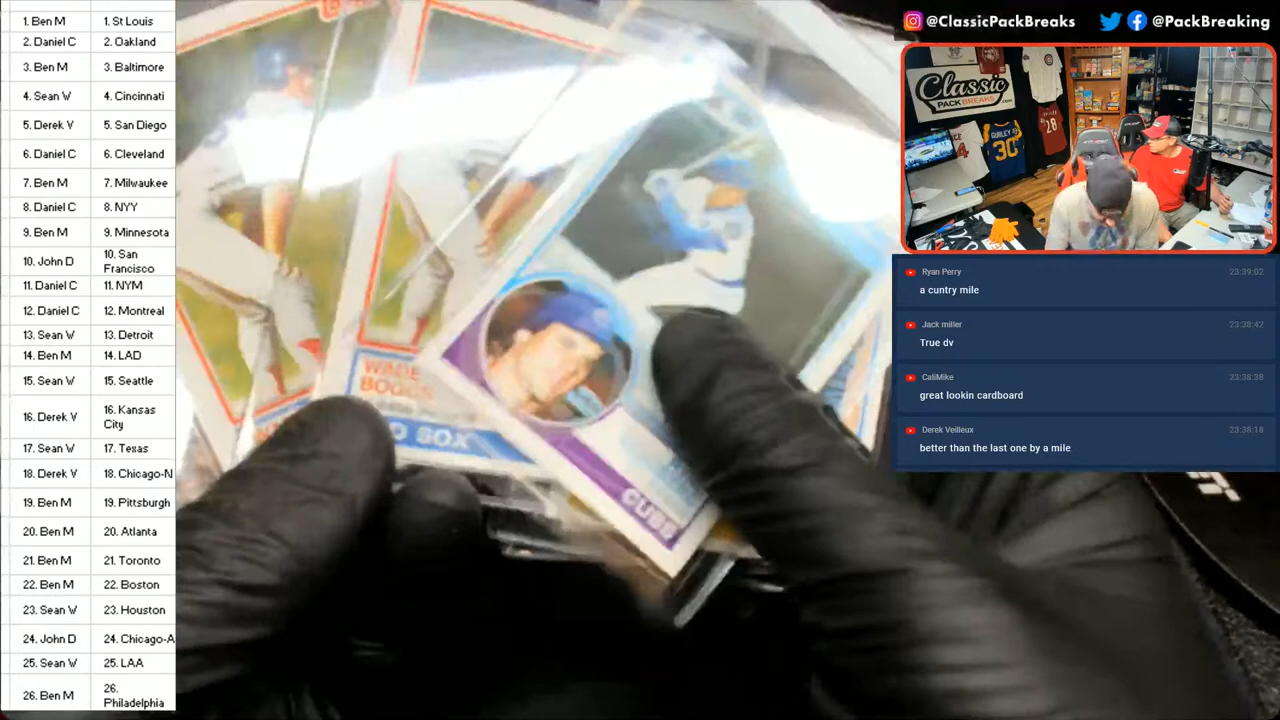 1. Ben M 1. St Louis
2. Daniel C 2. Oakland
3. Ben M 3. Baltimore
4. Sean W 4. Cincinnati
5. Derek V 5. San Diego
6. Daniel C 6. Cleveland
7. Ben M 7. Milwaukee
8. Daniel C 8. NYY
9. Ben M 9. Minnesota
10. John D 10. San
Francisco
11. Daniel C 11. NYM
12. Daniel C 12. Montreal
13. Sean W 13. Detroit
14. Ben M 14. LAD
15. Sean W 15. Seattle
16. Derek V 16. Kansas
City
17. Sean W 17. Texas
18. Derek V 18. Chicago-N
19. Ben M 19. Pittsburgh
20. Ben M 20. Atlanta
21. Ben M 21. Toronto
22. Ben M 22. Boston
23. Sean W 23. Houston
24. John D 24. Chicago-A
25. Sean W 25. LAA
26. Ben M 26.
Philadelphia
WADE
BOGGS
SOX
CUBS
@ClassicPackBreaks @PackBreaking
Classic
PACK BREAKS
.COM
GURLEY
30
28
Ryan Perry 23:39:02
a cuntry mile
Jack miller 23:38:42
True dv
CaliMike 23:38:38
great lookin cardboard
Derek Veilleux 23:38:18
better than the last one by a mile